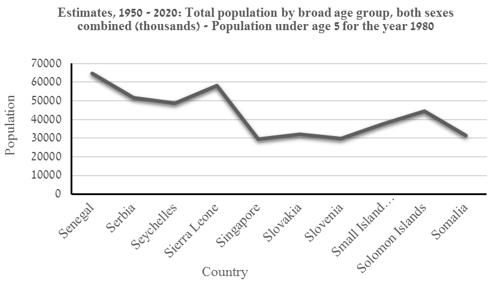 Estimates, 1950 - 2020: Total population by broad age group, both sexes
combined (thousands) - Population under age 5 for the year 1980
70000
60000
50000
40000
30000
20000
10000
0
Population
Senegal
Serbia
Seychelles
Sierra Leone
Singapore
Slovakia
Slovenia
Small Island...
Solomon Islands
Somalia
Country